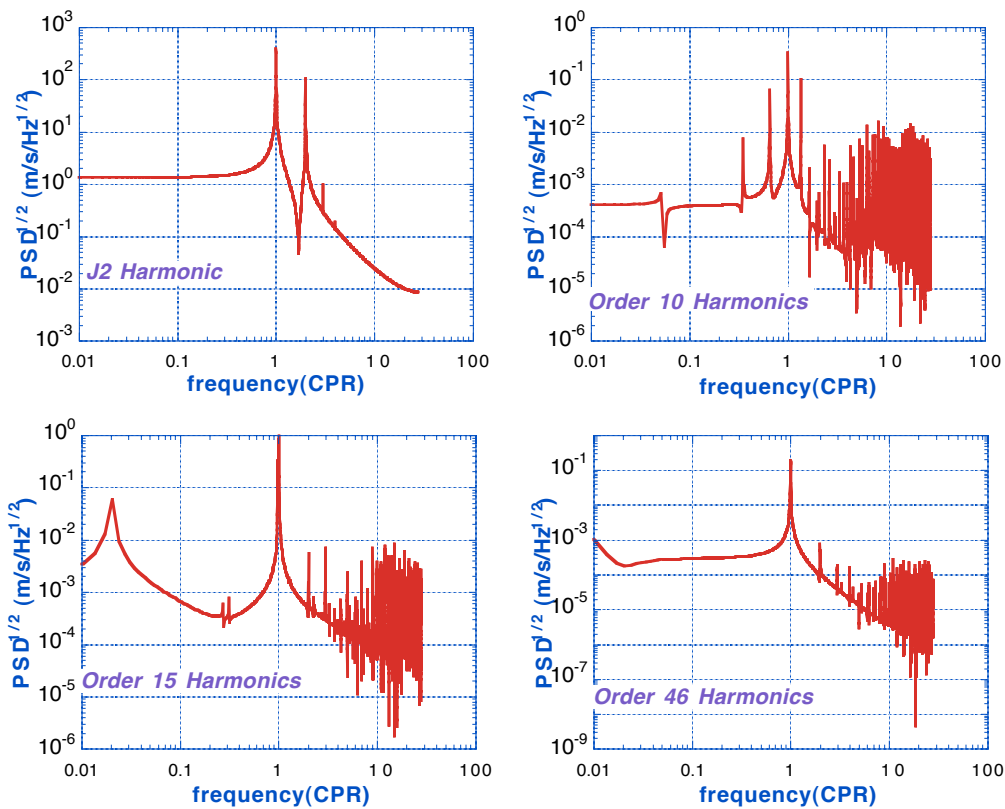 10^3
10^2
10^1
10^0
10^-1
10^-2
10^-3
PSD^1/2 (m/s/Hz^1/2)
J2 Harmonic
0.01 0.1 1 10 100
frequency(CPR)
10^0
10^-1
10^-2
10^-3
10^-4
10^-5
10^-6
PSD^1/2 (m/s/Hz^1/2)
Order 10 Harmonics
0.01 0.1 1 10 100
frequency(CPR)
10^0
10^-1
10^-2
10^-3
10^-4
10^-5
10^-6
PSD^1/2 (m/s/Hz^1/2)
Order 15 Harmonics
0.01 0.1 1 10 100
frequency(CPR)
10^-1
10^-3
10^-5
10^-7
10^-9
PSD^1/2 (m/s/Hz^1/2)
Order 46 Harmonics
0.01 0.1 1 10 100
frequency(CPR)